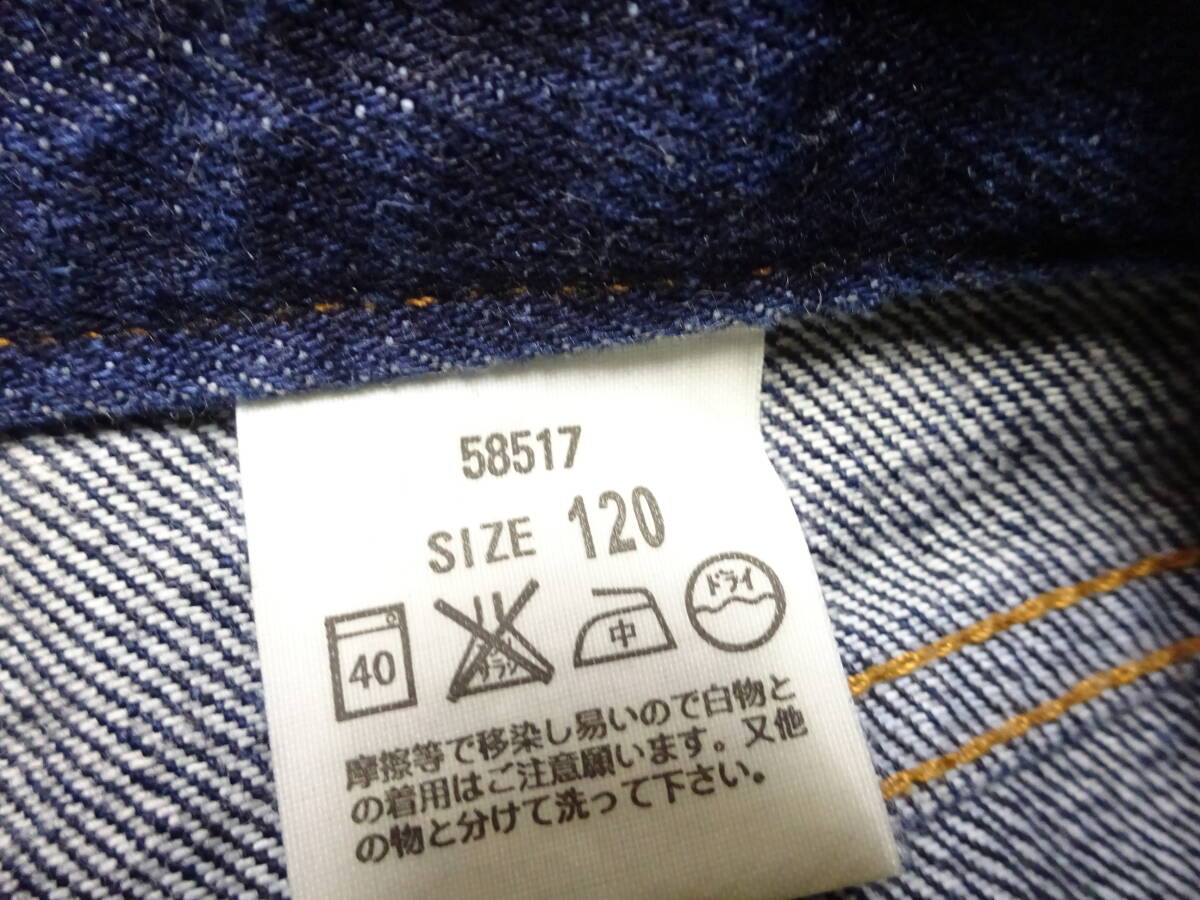 58517
SIZE 120
40
中
ドライ
摩擦等で移染し易いので白物と
の着用はご注意願います。又他
の物と分けて洗って下さい。